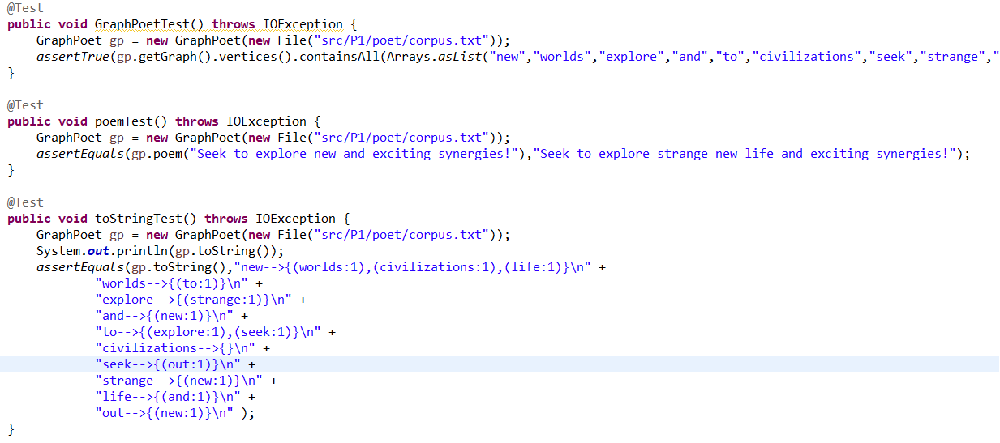 @Test
public void GraphPoetTest() throws IOException {
    GraphPoet gp = new GraphPoet(new File("src/P1/poet/corpus.txt"));
    assertTrue(gp.getGraph().vertices().containsAll(Arrays.asList("new","worlds","explore","and","to","civilizations","seek","strange","
}
@Test
public void poemTest() throws IOException {
    GraphPoet gp = new GraphPoet(new File("src/P1/poet/corpus.txt"));
    assertEquals(gp.poem("Seek to explore new and exciting synergies!"),"Seek to explore strange new life and exciting synergies!");
}
@Test
public void toStringTest() throws IOException {
    GraphPoet gp = new GraphPoet(new File("src/P1/poet/corpus.txt"));
    System.out.println(gp.toString());
    assertEquals(gp.toString(),"new-->{(worlds:1),(civilizations:1),(life:1)}\n" +
            "worlds-->{(to:1)}\n" +
            "explore-->{(strange:1)}\n" +
            "and-->{(new:1)}\n" +
            "to-->{(explore:1),(seek:1)}\n" +
            "civilizations-->{}\n" +
            "seek-->{(out:1)}\n" +
            "strange-->{(new:1)}\n" +
            "life-->{(and:1)}\n" +
            "out-->{(new:1)}\n" );
}